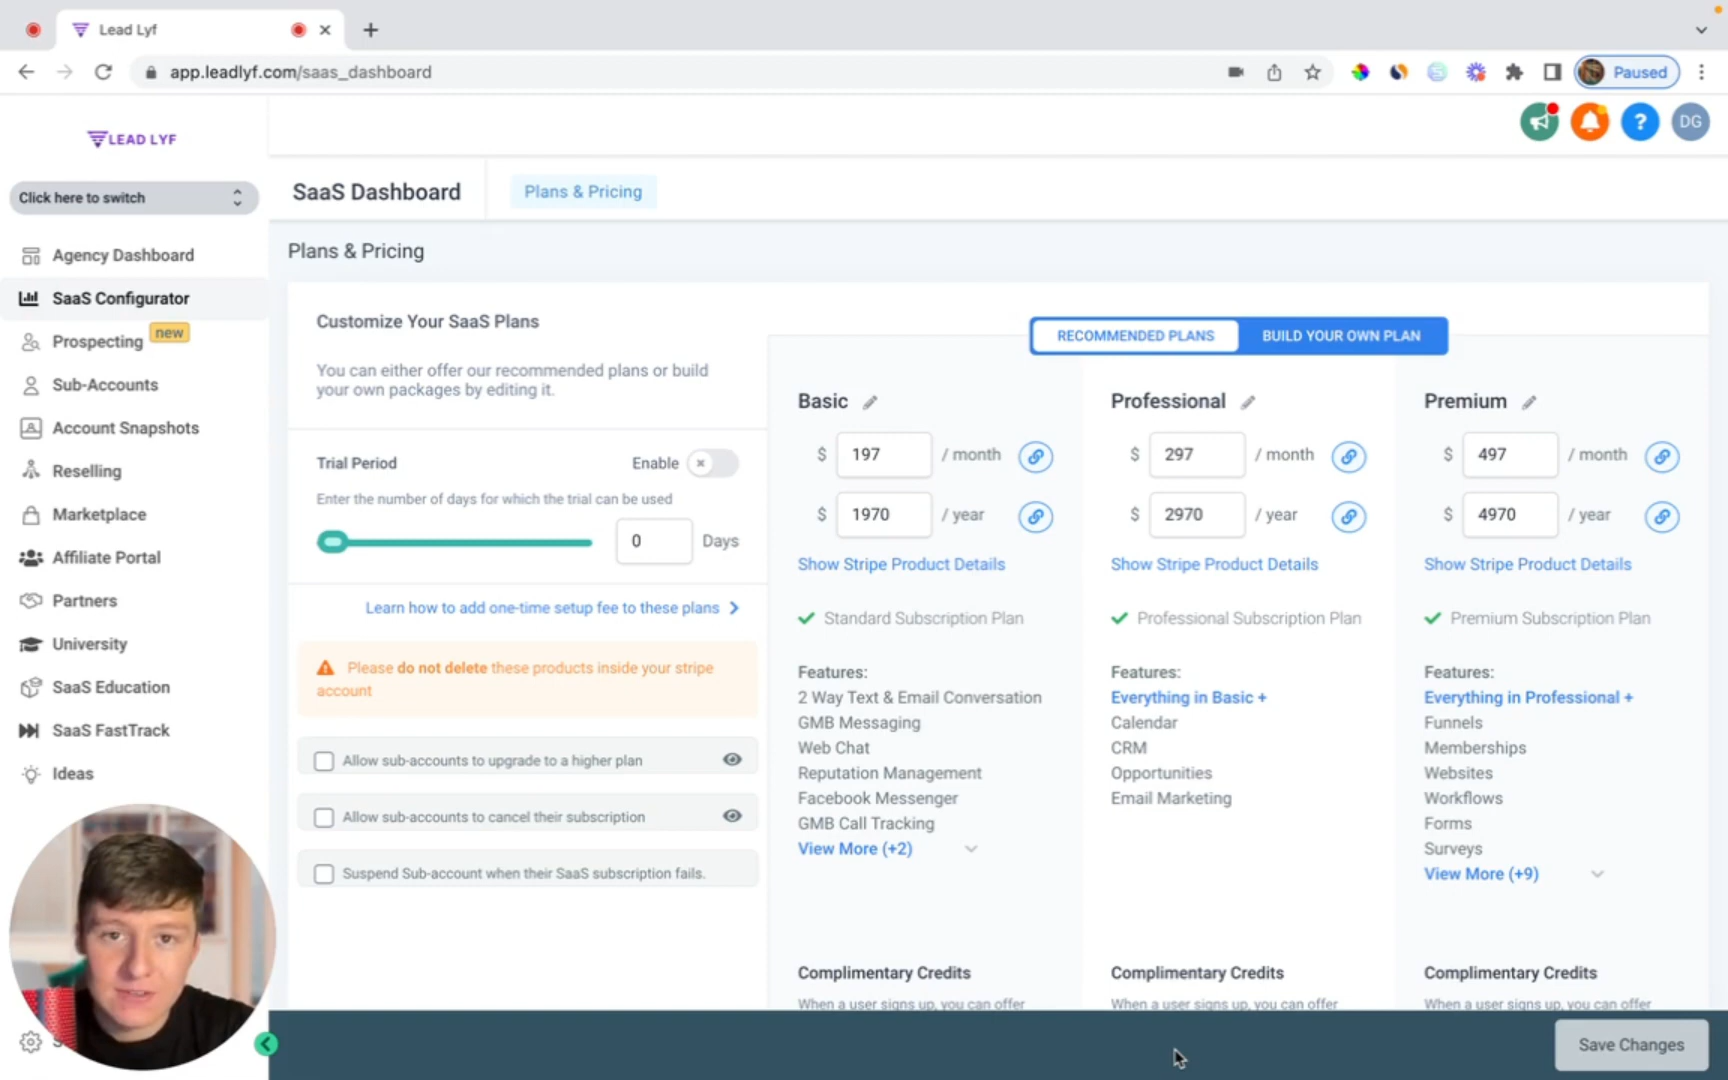 Lead Lyf
app.leadlyf.com/saas_dashboard
Paused
LEAD LYF
?
DG
Click here to switch
SaaS Dashboard
Plans & Pricing
Agency Dashboard
SaaS Configurator
Prospecting new
Sub-Accounts
Account Snapshots
Reselling
Marketplace
Affiliate Portal
Partners
University
SaaS Education
SaaS FastTrack
Ideas
Plans & Pricing
Customize Your SaaS Plans
You can either offer our recommended plans or build
your own packages by editing it.
Trial Period
Enable
Enter the number of days for which the trial can be used
0 Days
Learn how to add one-time setup fee to these plans
Please do not delete these products inside your stripe
account
Allow sub-accounts to upgrade to a higher plan
Allow sub-accounts to cancel their subscription
Suspend Sub-account when their SaaS subscription fails.
RECOMMENDED PLANS
BUILD YOUR OWN PLAN
Basic
$ 197 / month
$ 1970 / year
Show Stripe Product Details
Standard Subscription Plan
Features:
2 Way Text & Email Conversation
GMB Messaging
Web Chat
Reputation Management
Facebook Messenger
GMB Call Tracking
View More (+2)
Complimentary Credits
When a user signs up, you can offer
Professional
$ 297 / month
$ 2970 / year
Show Stripe Product Details
Professional Subscription Plan
Features:
Everything in Basic +
Calendar
CRM
Opportunities
Email Marketing
Complimentary Credits
When a user signs up, you can offer
Premium
$ 497 / month
$ 4970 / year
Show Stripe Product Details
Premium Subscription Plan
Features:
Everything in Professional +
Funnels
Memberships
Websites
Workflows
Forms
Surveys
View More (+9)
Complimentary Credits
When a user signs up, you can offer
Save Changes